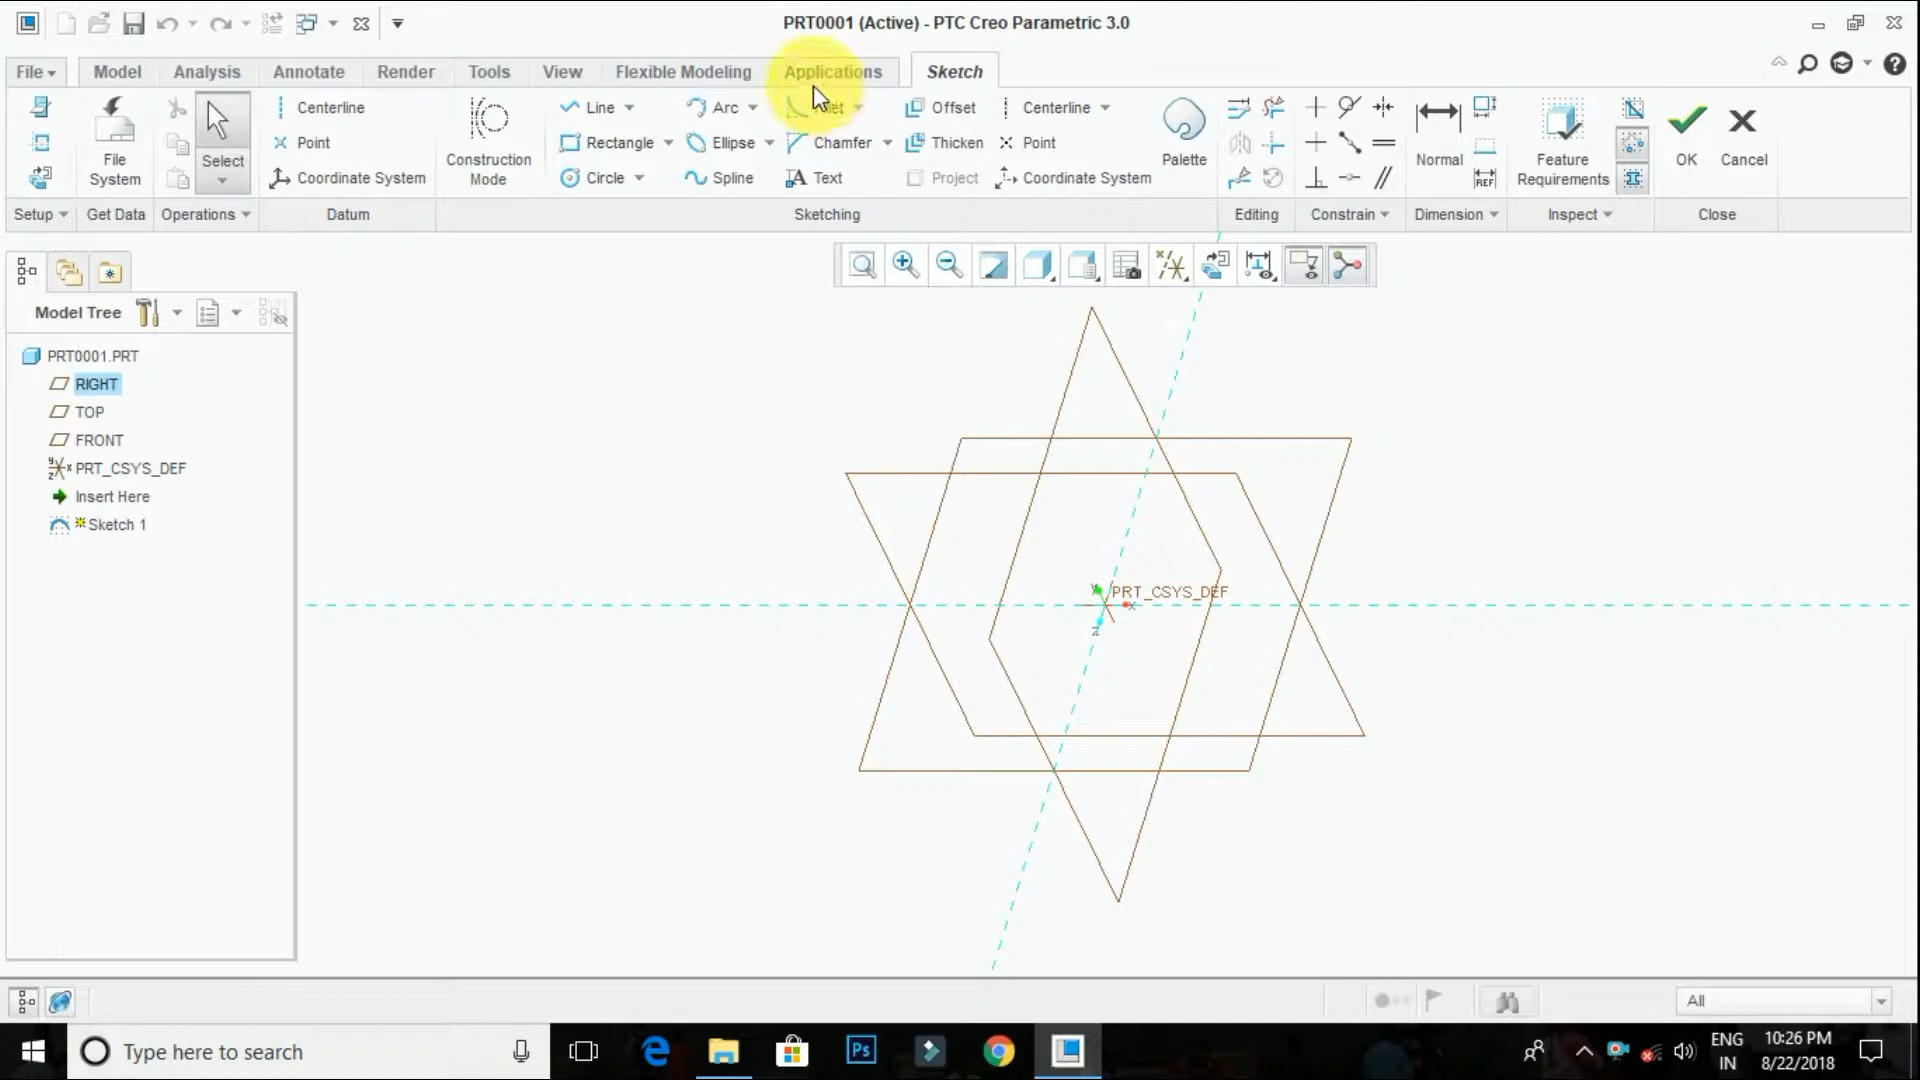 PRT0001 (Active) - PTC Creo Parametric 3.0
File Model Analysis Annotate Render Tools View Flexible Modeling Applications Sketch
Centerline Line Arc Offset Centerline
Point Rectangle Ellipse Chamfer Thicken Point
File System Select Construction Mode Palette Normal Feature Requirements OK Cancel
Coordinate System Circle Spline Text Project Coordinate System REF
Setup Get Data Operations Datum Sketching Editing Constrain Dimension Inspect Close
Model Tree
PRT0001.PRT
RIGHT
TOP
FRONT
PRT_CSYS_DEF
Insert Here
Sketch 1
Y PRT_CSYS_DEF
X
Z
All
Type here to search
Ps
ENG
IN
10:26 PM
8/22/2018